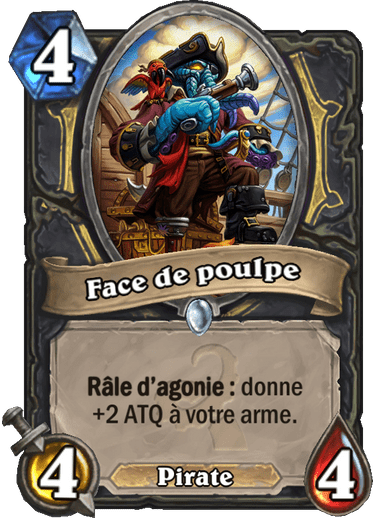 4
Face de poulpe
Râle d'agonie : donne
+2 ATQ à votre arme.
4
Pirate
4